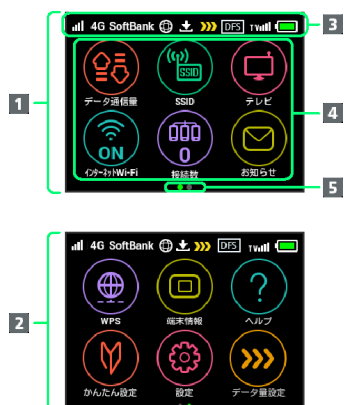 4G SoftBank DFS TV
3
SSID
1
データ通信量 SSID テレビ
4
ON 000 0
インターネットWi-Fi 接続数 お知らせ
5
4G SoftBank DFS TV
WPS 端末情報 ヘルプ
2
かんたん設定 設定 データ量設定